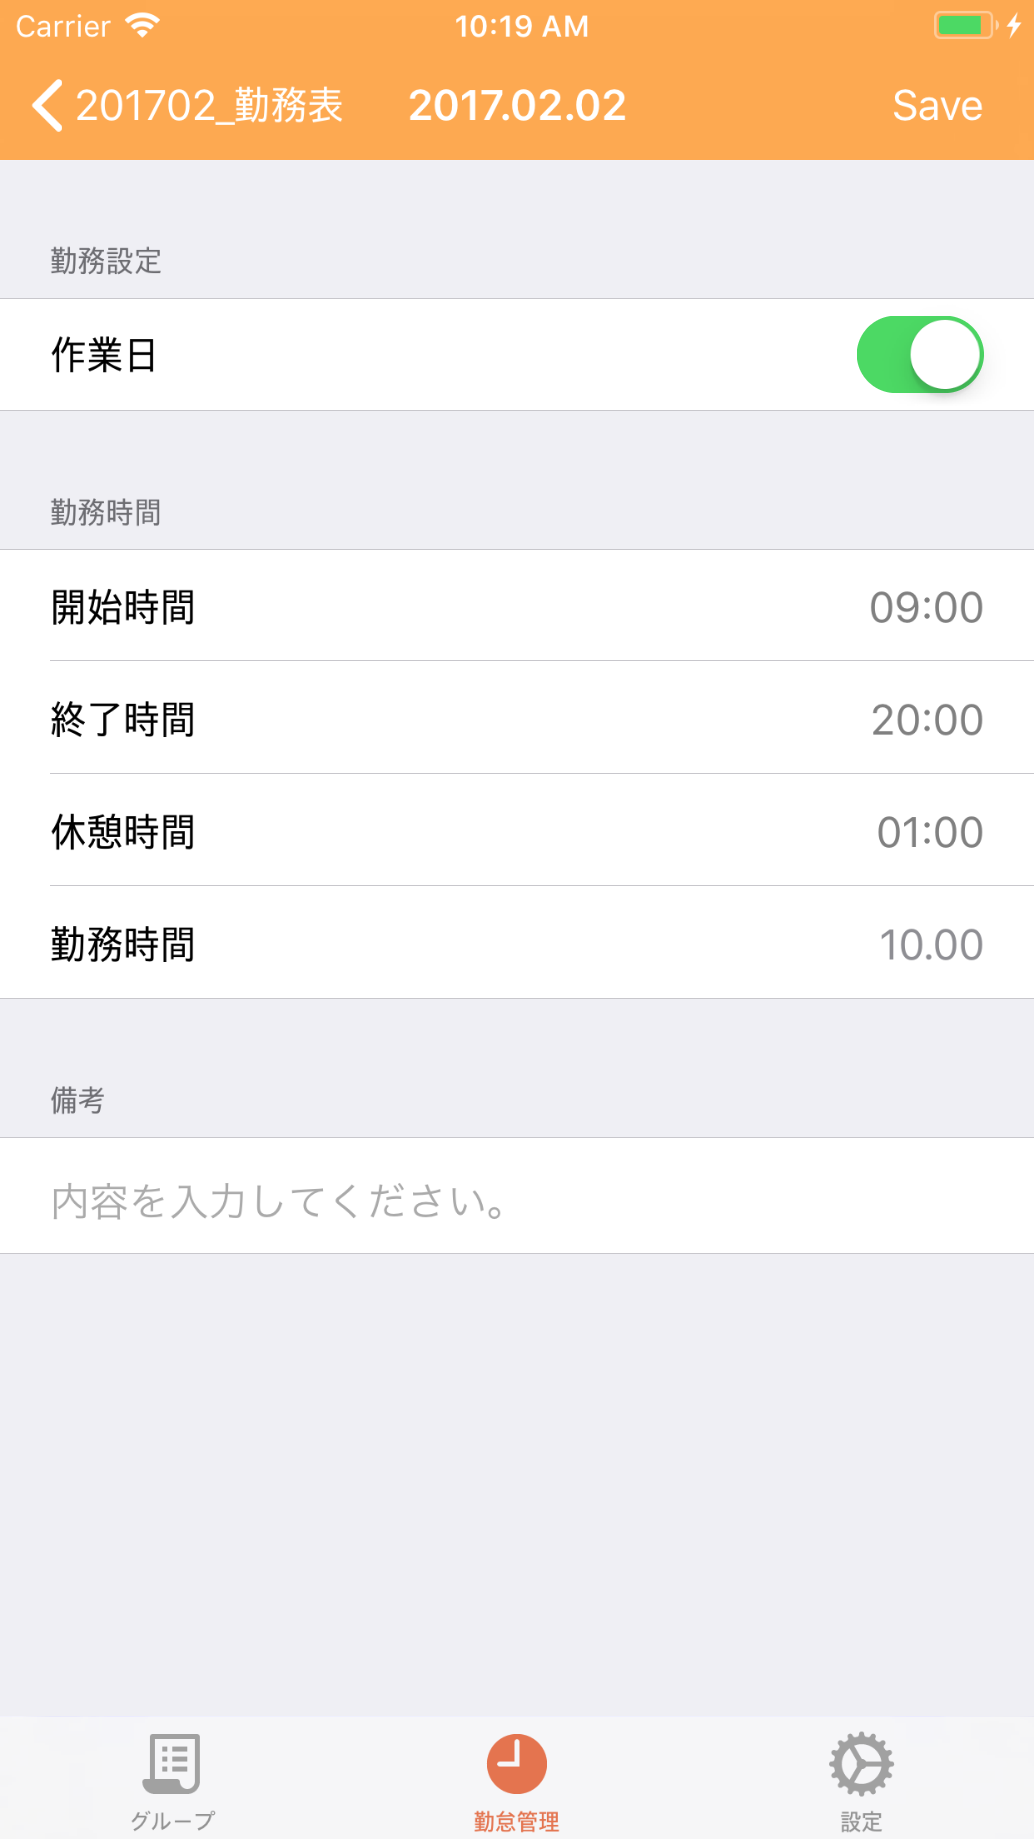 Carrier 10:19 AM
201702_勤務表 2017.02.02 Save
勤務設定
作業日
勤務時間
開始時間 09:00
終了時間 20:00
休憩時間 01:00
勤務時間 10.00
備考
内容を入力してください。
グループ 勤怠管理 設定